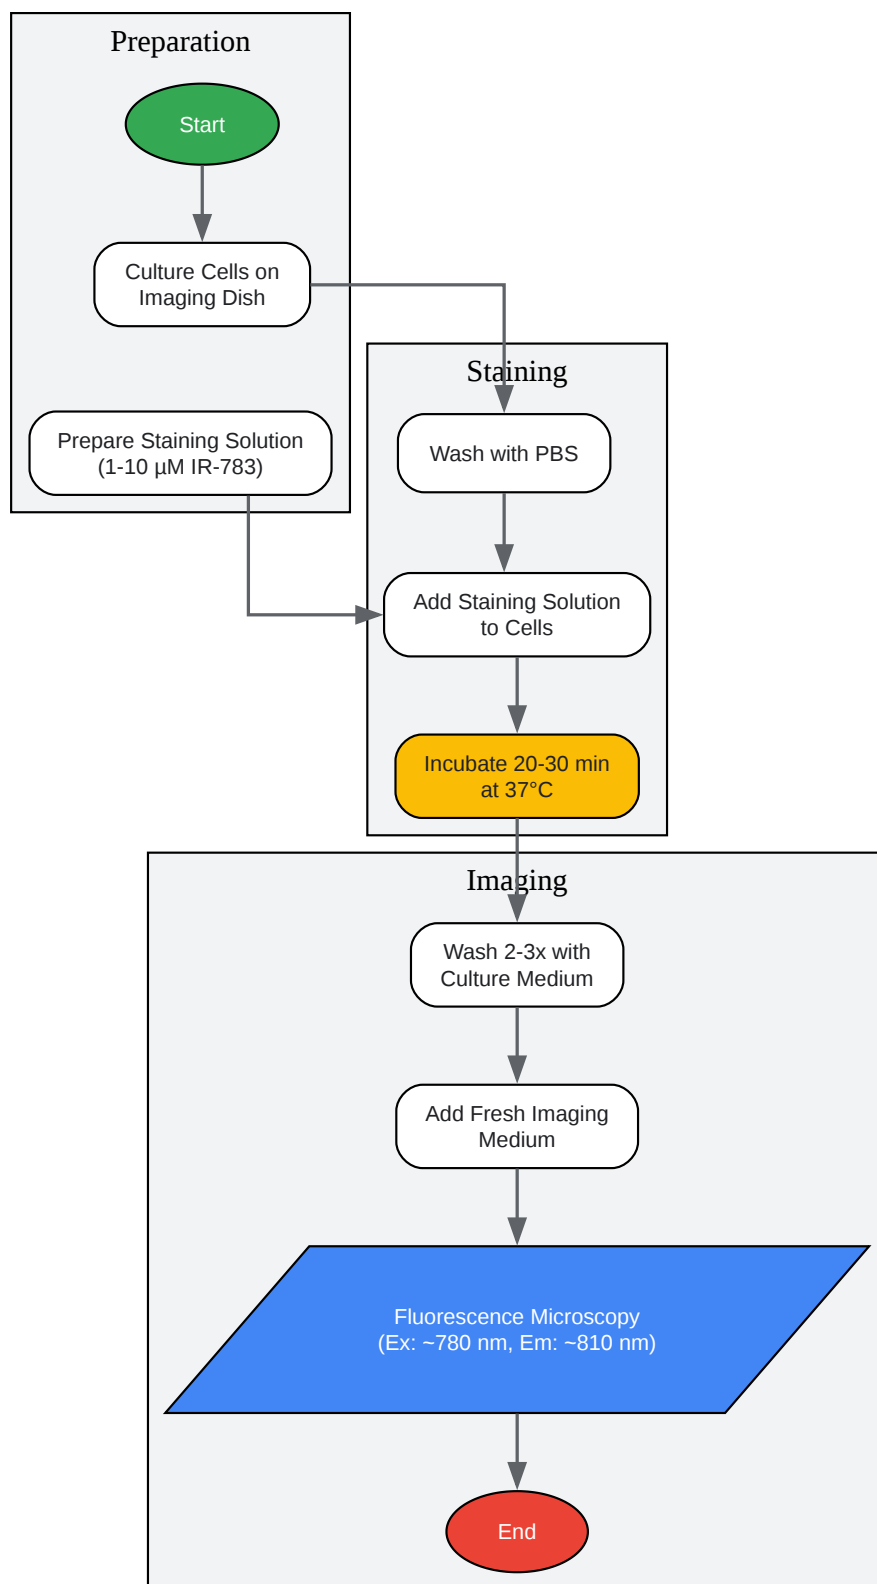 Preparation
Start
Culture Cells on
Imaging Dish
Prepare Staining Solution
(1-10 µM IR-783)
Staining
Wash with PBS
Add Staining Solution
to Cells
Incubate 20-30 min
at 37°C
Imaging
Wash 2-3x with
Culture Medium
Add Fresh Imaging
Medium
Fluorescence Microscopy
(Ex: ~780 nm, Em: ~810 nm)
End